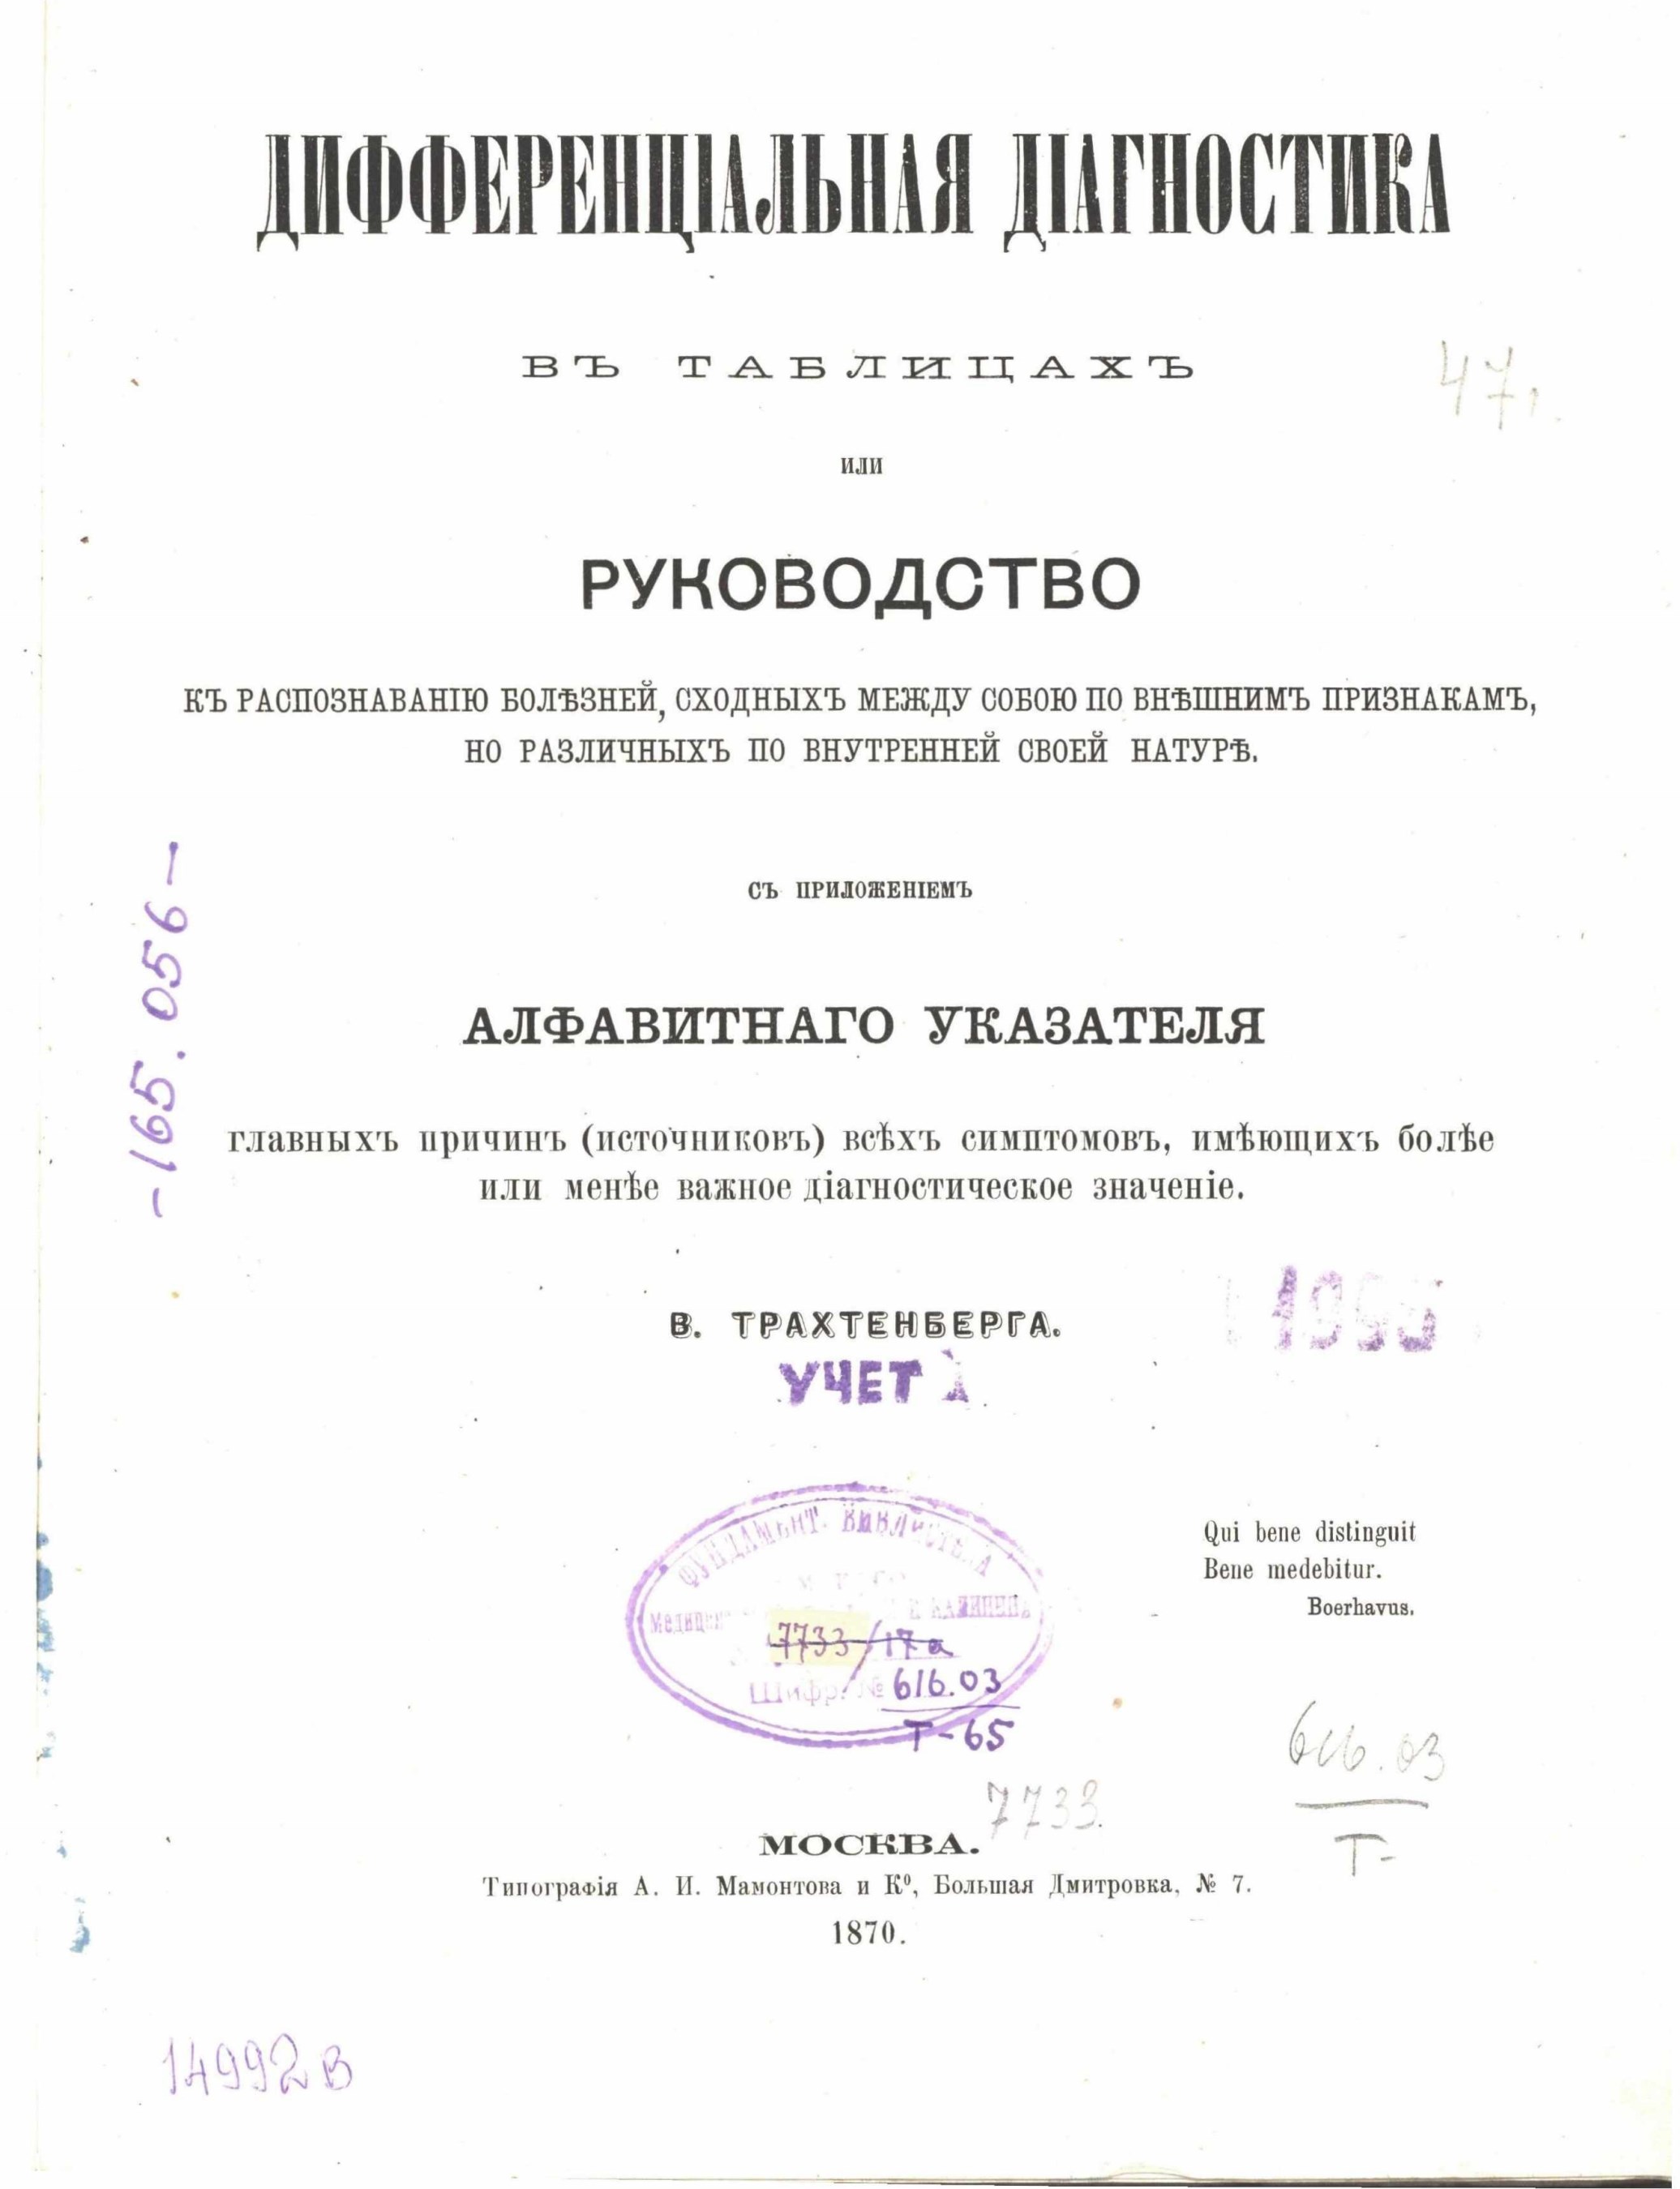 ДИФФЕРЕНЦІАЛЬНАЯ ДІАГНОСТИКА
ВЪ ТАБЛИЦАХЪ
47
или
РУКОВОДСТВО
КЪ РАСПОЗНАВАНІЮ БОЛѢЗНЕЙ, СХОДНЫХЪ МЕЖДУ СОБОЮ ПО ВНѢШНИМЪ ПРИЗНАКАМЪ,
НО РАЗЛИЧНЫХЪ ПО ВНУТРЕННЕЙ СВОЕЙ НАТУРѢ.
СЪ ПРИЛОЖЕНІЕМЪ
АЛФАВИТНАГО УКАЗАТЕЛЯ
главныхъ причинъ (источниковъ) всѣхъ симптомовъ, имѣющихъ болѣе
или менѣе важное діагностическое значеніе.
-165.056-
В. ТРАХТЕНБЕРГА.
УЧЕТ
ФУНДАМЕНТ. БИБЛИОТЕКА
7733/17а
Шифр. № 616.03
Т-65
Qui bene distinguit
Bene medebitur.
Boerhavus.
616.03
Т-
7733.
МОСКВА.
Типографія А. И. Мамонтова и К⁰, Большая Дмитровка, № 7.
1870.
14992в